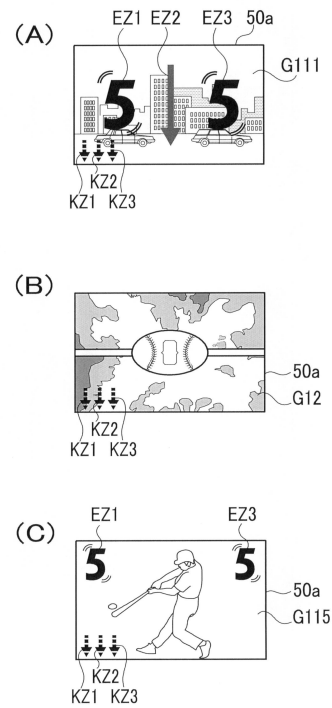 (A)
EZ1 EZ2 EZ3 50a
5 5 G111
KZ1 KZ2 KZ3
(B)
50a
G12
KZ1 KZ2 KZ3
(C)
EZ1 EZ3
5 5 50a
G115
KZ1 KZ2 KZ3